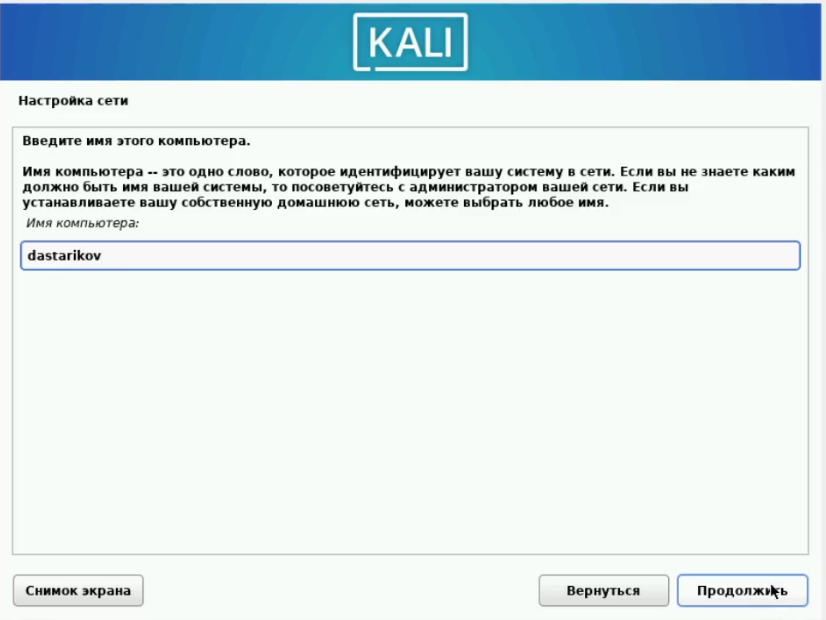 KALI
Настройка сети
Введите имя этого компьютера.
Имя компьютера -- это одно слово, которое идентифицирует вашу систему в сети. Если вы не знаете каким
должно быть имя вашей системы, то посоветуйтесь с администратором вашей сети. Если вы
устанавливаете вашу собственную домашнюю сеть, можете выбрать любое имя.
Имя компьютера:
dastarikov
Снимок экрана
Вернуться
Продолжить